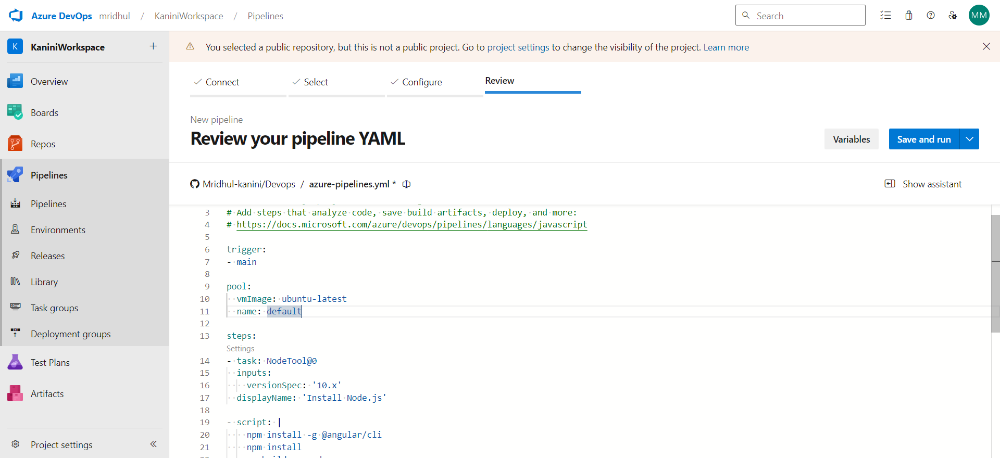 Azure DevOps mridhul / KaniniWorkspace / Pipelines
Search
MM
K KaniniWorkspace
You selected a public repository, but this is not a public project. Go to project settings to change the visibility of the project. Learn more
Overview
Boards
Repos
Pipelines
Pipelines
Environments
Releases
Library
Task groups
Deployment groups
Test Plans
Artifacts
Project settings
Connect
Select
Configure
Review
New pipeline
Review your pipeline YAML
Variables
Save and run
Mridhul-kanini/Devops / azure-pipelines.yml *
Show assistant
3 # Add steps that analyze code, save build artifacts, deploy, and more:
4 # https://docs.microsoft.com/azure/devops/pipelines/languages/javascript
5
6 trigger:
7 - main
8
9 pool:
10 vmImage: ubuntu-latest
11 name: default
12
13 steps:
Settings
14 - task: NodeTool@0
15 inputs:
16 versionSpec: '10.x'
17 displayName: 'Install Node.js'
18
19 - script: |
20 npm install -g @angular/cli
21 npm install